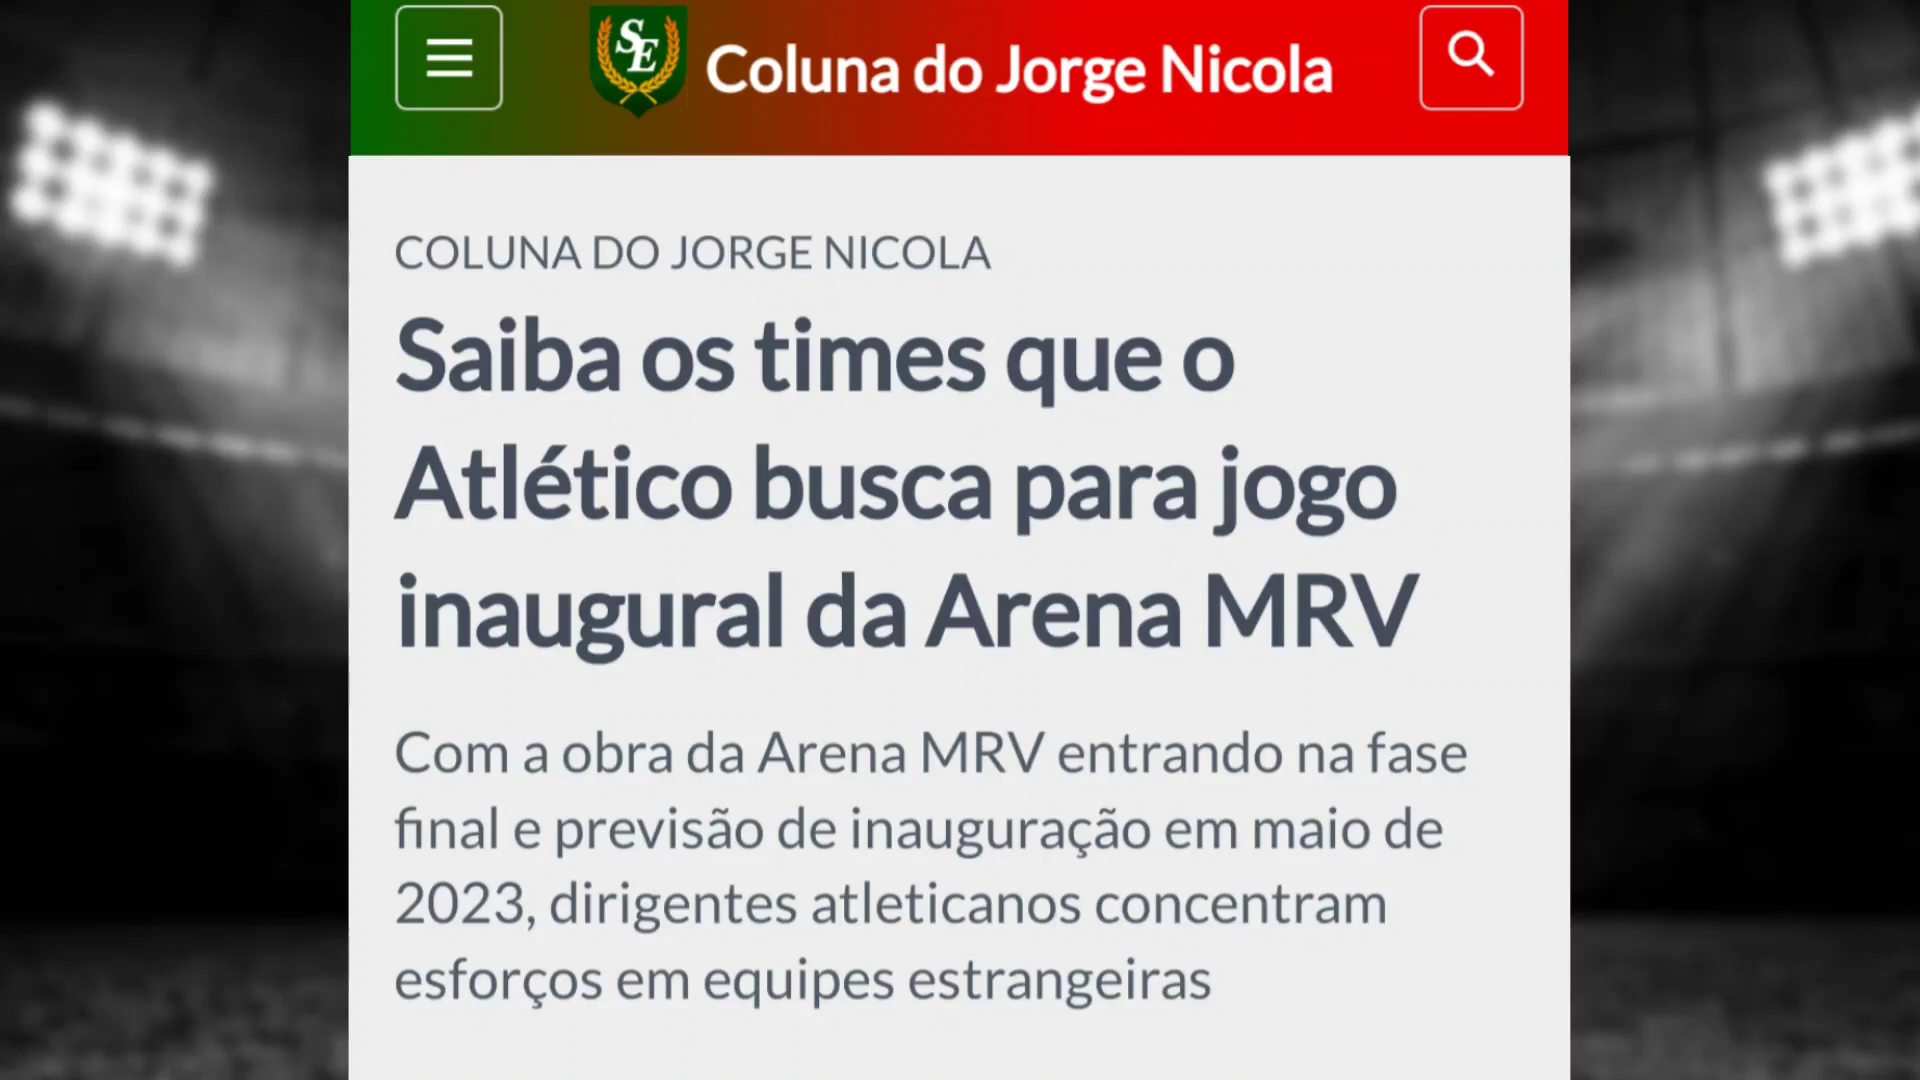 SE
Coluna do Jorge Nicola
COLUNA DO JORGE NICOLA
Saiba os times que o
Atlético busca para jogo
inaugural da Arena MRV
Com a obra da Arena MRV entrando na fase
final e previsão de inauguração em maio de
2023, dirigentes atleticanos concentram
esforços em equipes estrangeiras